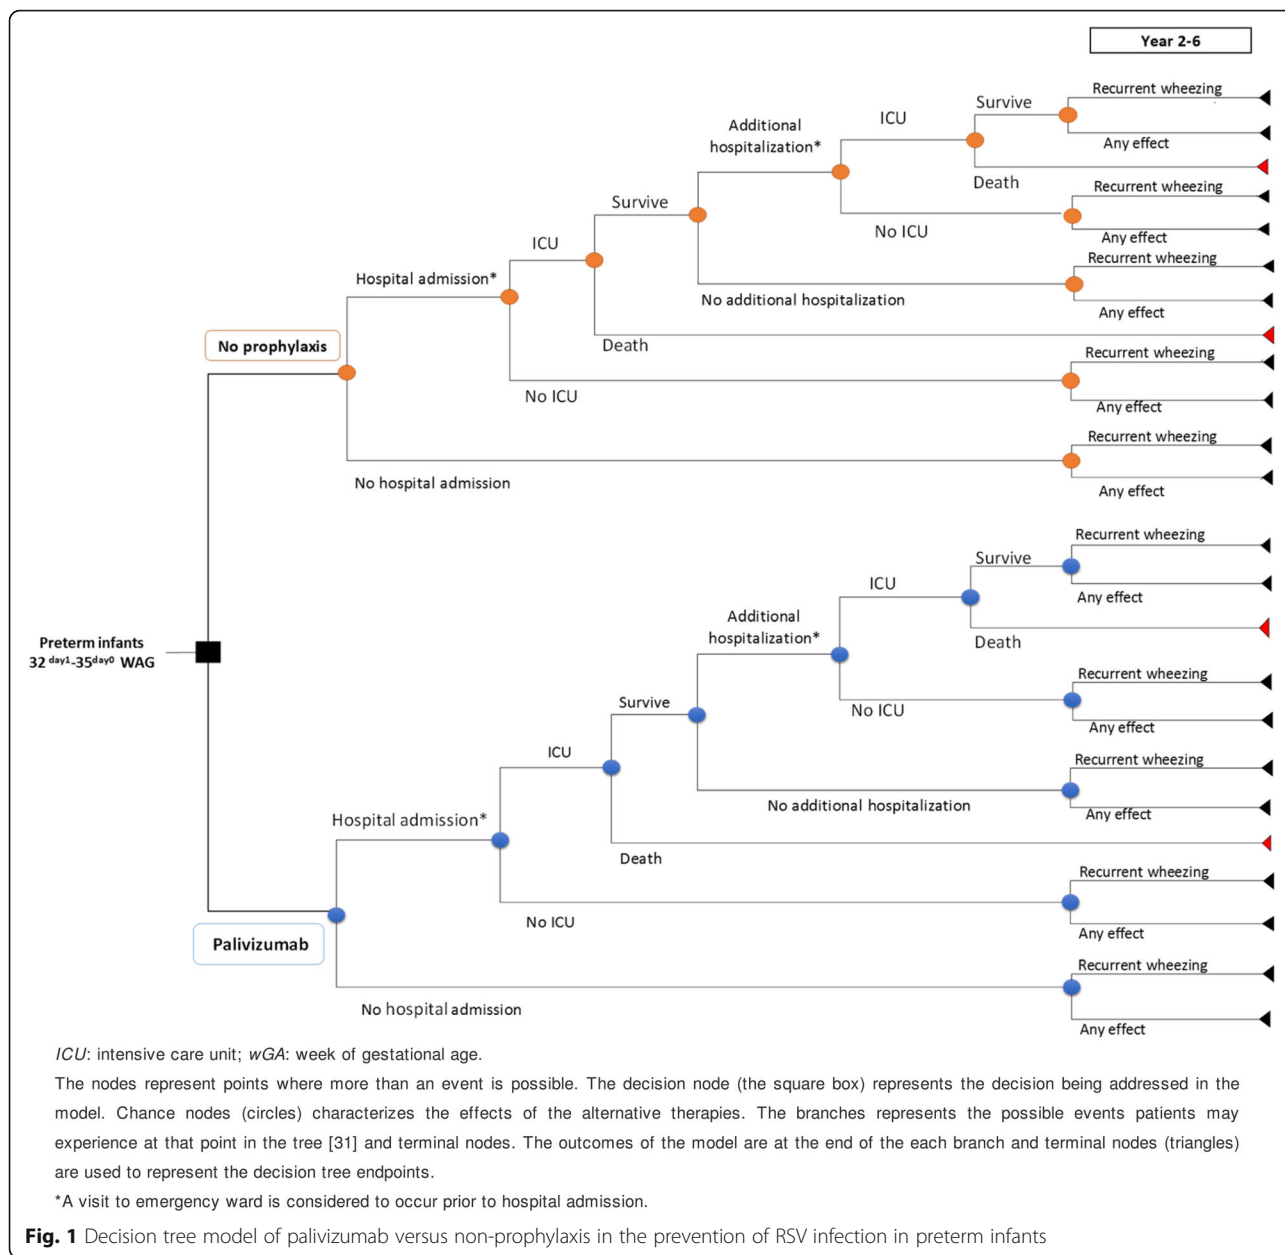 Year 2-6
Recurrent wheezing
Survive
ICU
Additional
hospitalization*
Any effect
Death
Recurrent wheezing
Survive
No ICU
Any effect
ICU
Recurrent wheezing
Hospital admission*
No additional hospitalization
Any effect
No prophylaxis
Death
Recurrent wheezing
No ICU
Any effect
Recurrent wheezing
No hospital admission
Any effect
Recurrent wheezing
Survive
ICU
Any effect
Additional
hospitalization*
Death
Preterm infants
32 day1-35day0 WAG
Recurrent wheezing
Survive
No ICU
Any effect
ICU
Recurrent wheezing
No additional hospitalization
Any effect
Hospital admission*
Death
Recurrent wheezing
No ICU
Any effect
Palivizumab
Recurrent wheezing
No hospital admission
Any effect
ICU: intensive care unit; wGA: week of gestational age.
The nodes represent points where more than an event is possible. The decision node (the square box) represents the decision being addressed in the
model. Chance nodes (circles) characterizes the effects of the alternative therapies. The branches represents the possible events patients may
experience at that point in the tree [31] and terminal nodes. The outcomes of the model are at the end of the each branch and terminal nodes (triangles)
are used to represent the decision tree endpoints.
*A visit to emergency ward is considered to occur prior to hospital admission.
Fig. 1 Decision tree model of palivizumab versus non-prophylaxis in the prevention of RSV infection in preterm infants